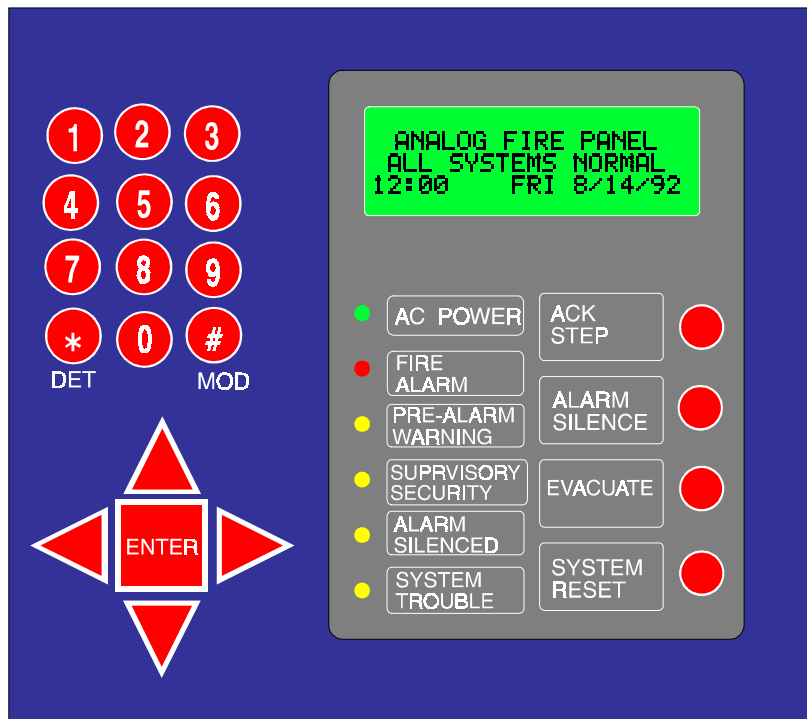 1 2 3
4 5 6
7 8 9
* 0 #
DET MOD
ENTER
ANALOG FIRE PANEL
ALL SYSTEMS NORMAL
12:00 FRI 8/14/92
AC POWER
FIRE
ALARM
PRE-ALARM
WARNING
SUPRVISORY
SECURITY
ALARM
SILENCED
SYSTEM
TROUBLE
ACK
STEP
ALARM
SILENCE
EVACUATE
SYSTEM
RESET